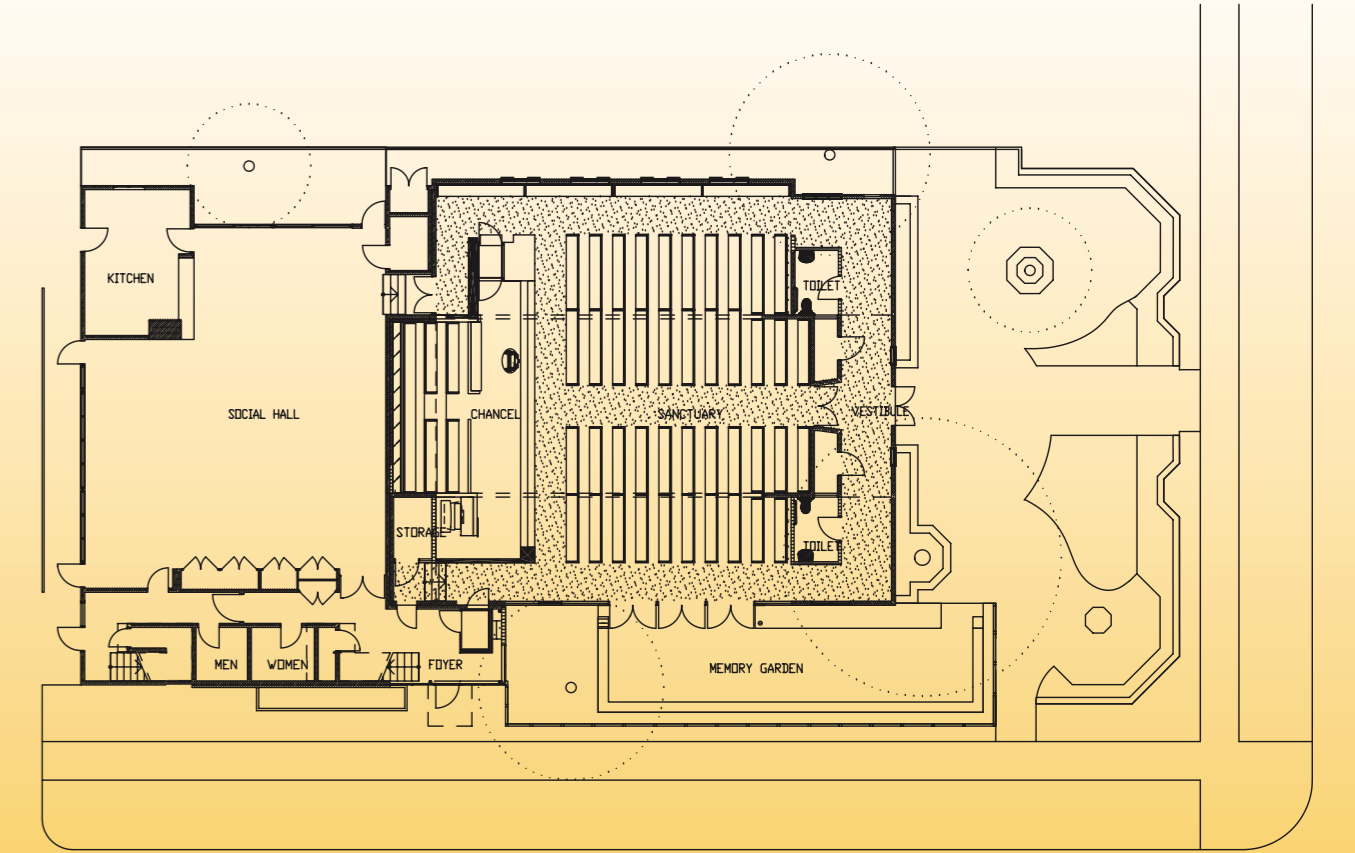 KITCHEN
TOILET
SOCIAL HALL
CHANCEL
SANCTUARY
VESTIBULE
STORAGE
TOILET
MEN
WOMEN
FOYER
MEMORY GARDEN